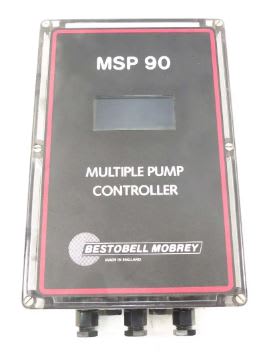 MSP 90
MULTIPLE PUMP
CONTROLLER
BESTOBELL MOBREY
MADE IN ENGLAND